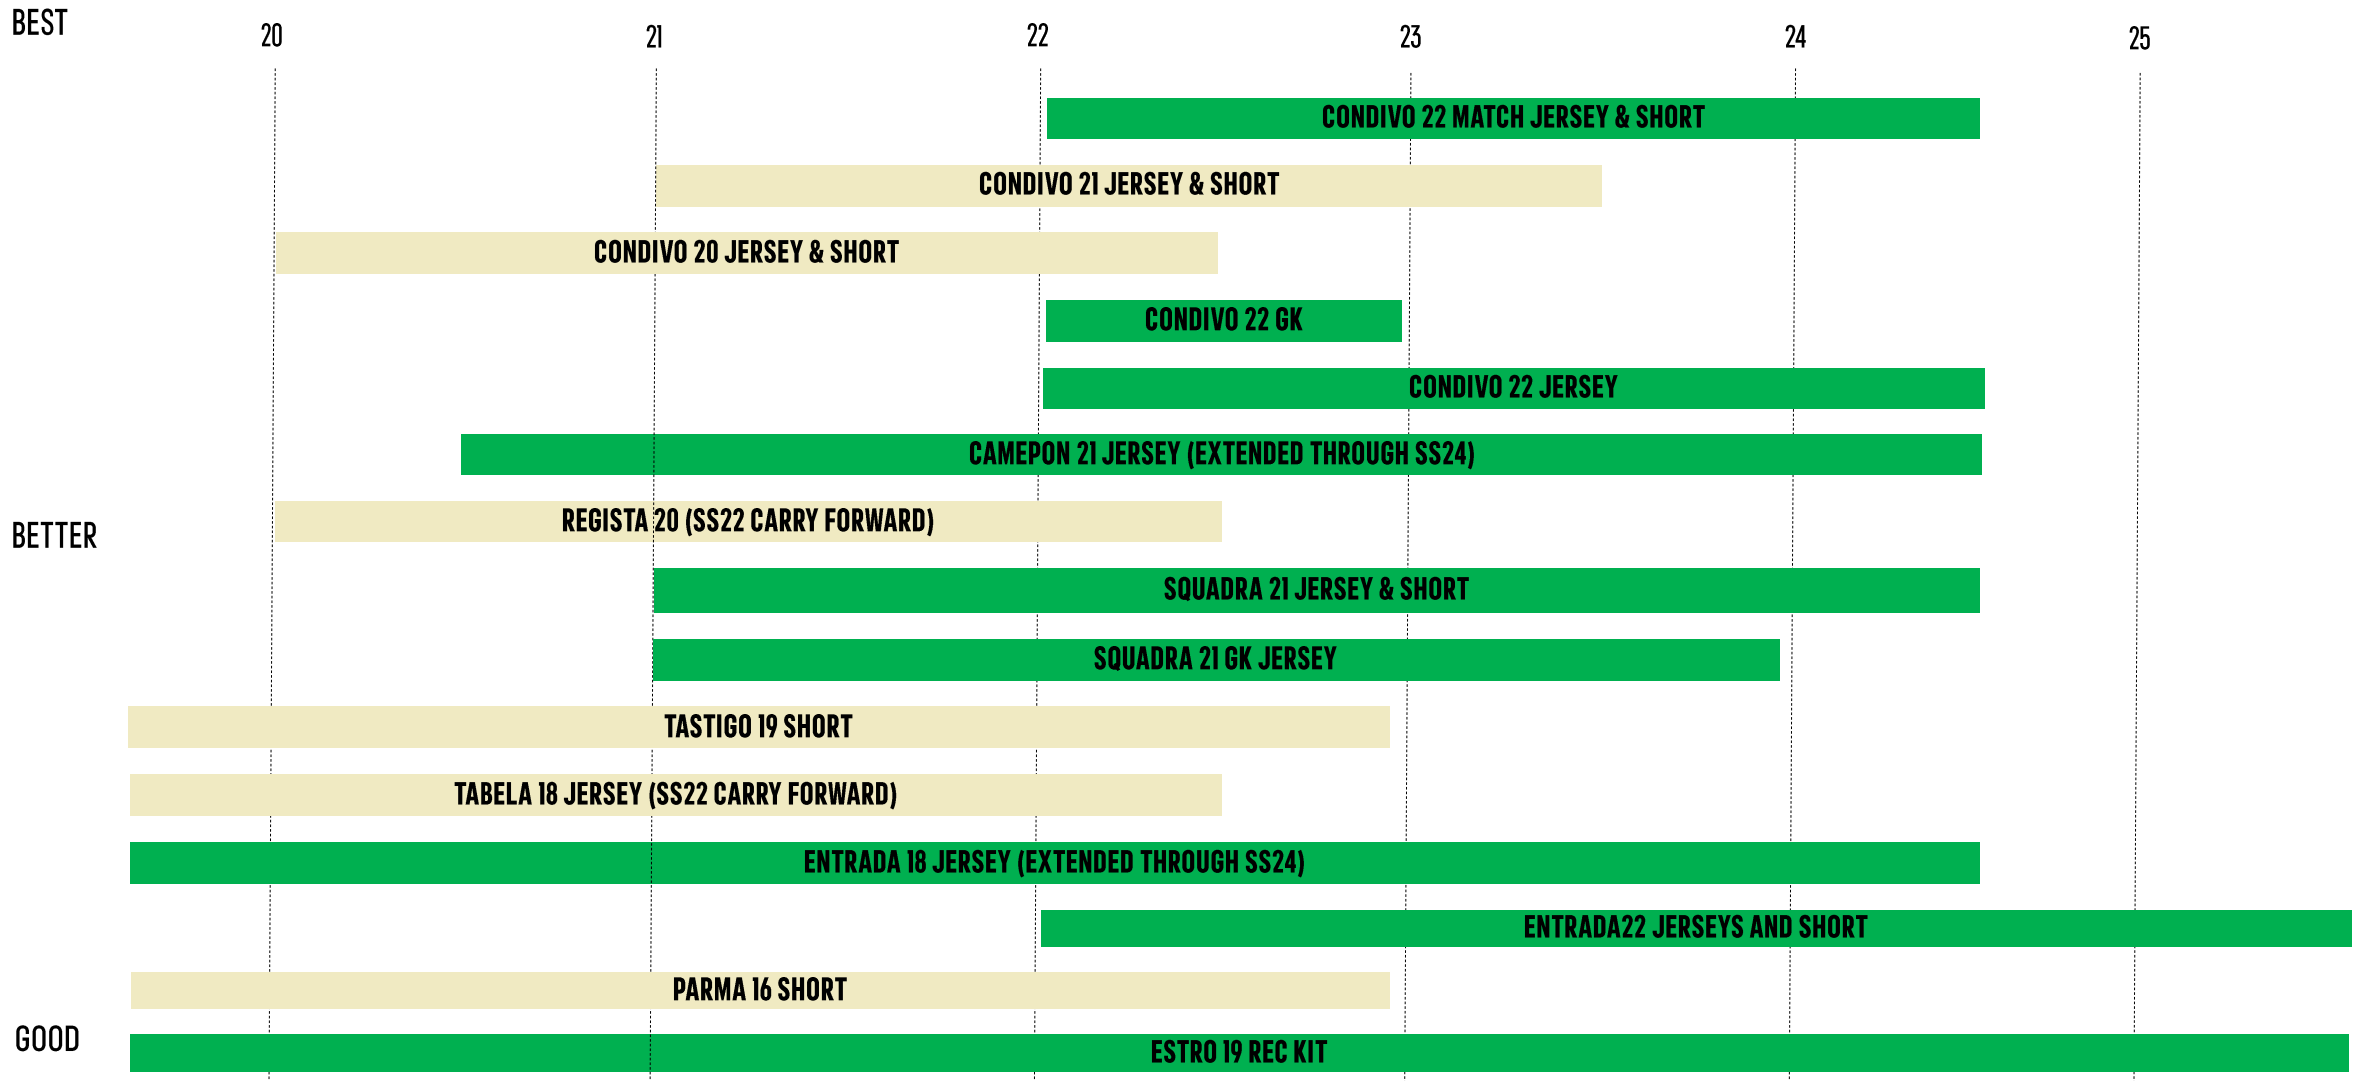 BEST
20
21
22
23
24
25
CONDIVO 22 MATCH JERSEY & SHORT
CONDIVO 21 JERSEY & SHORT
CONDIVO 20 JERSEY & SHORT
CONDIVO 22 GK
CONDIVO 22 JERSEY
CAMEPON 21 JERSEY (EXTENDED THROUGH SS24)
REGISTA 20 (SS22 CARRY FORWARD)
BETTER
SQUADRA 21 JERSEY & SHORT
SQUADRA 21 GK JERSEY
TASTIGO 19 SHORT
TABELA 18 JERSEY (SS22 CARRY FORWARD)
ENTRADA 18 JERSEY (EXTENDED THROUGH SS24)
ENTRADA22 JERSEYS AND SHORT
PARMA 16 SHORT
GOOD
ESTRO 19 REC KIT